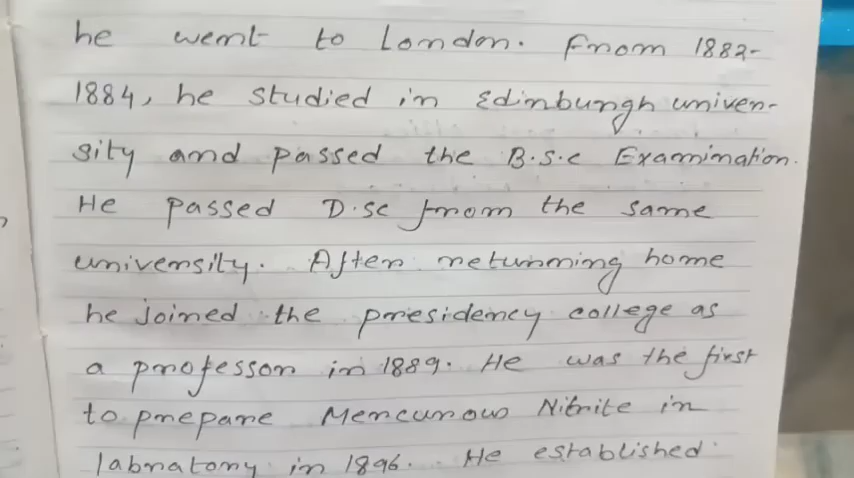 he went to London. From 1882-
1884, he studied in Edinburgh univer-
sity and passed the B.s.c Examination.
He passed D.sc from the same
university. After returning home
he joined the presidency college as
a professor in 1889. He was the first
to prepare Mercurous Nitrite in
labratory in 1896. He established